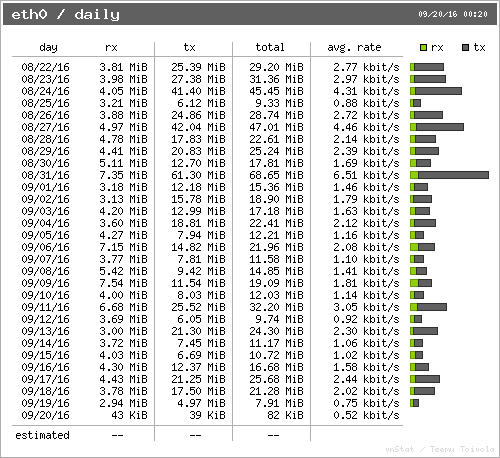 eth0 / daily 09/20/16 00:20
day rx tx total avg. rate rx tx
08/22/16 3.81 MiB 25.39 MiB 29.20 MiB 2.77 kbit/s
08/23/16 3.98 MiB 27.38 MiB 31.36 MiB 2.97 kbit/s
08/24/16 4.05 MiB 41.40 MiB 45.45 MiB 4.31 kbit/s
08/25/16 3.21 MiB 6.12 MiB 9.33 MiB 0.88 kbit/s
08/26/16 3.88 MiB 24.86 MiB 28.74 MiB 2.72 kbit/s
08/27/16 4.97 MiB 42.04 MiB 47.01 MiB 4.46 kbit/s
08/28/16 4.78 MiB 17.83 MiB 22.61 MiB 2.14 kbit/s
08/29/16 4.41 MiB 20.83 MiB 25.24 MiB 2.39 kbit/s
08/30/16 5.11 MiB 12.70 MiB 17.81 MiB 1.69 kbit/s
08/31/16 7.35 MiB 61.30 MiB 68.65 MiB 6.51 kbit/s
09/01/16 3.18 MiB 12.18 MiB 15.36 MiB 1.46 kbit/s
09/02/16 3.13 MiB 15.78 MiB 18.90 MiB 1.79 kbit/s
09/03/16 4.20 MiB 12.99 MiB 17.18 MiB 1.63 kbit/s
09/04/16 3.60 MiB 18.81 MiB 22.41 MiB 2.12 kbit/s
09/05/16 4.27 MiB 7.94 MiB 12.21 MiB 1.16 kbit/s
09/06/16 7.15 MiB 14.82 MiB 21.96 MiB 2.08 kbit/s
09/07/16 3.77 MiB 7.81 MiB 11.58 MiB 1.10 kbit/s
09/08/16 5.42 MiB 9.42 MiB 14.85 MiB 1.41 kbit/s
09/09/16 7.54 MiB 11.54 MiB 19.09 MiB 1.81 kbit/s
09/10/16 4.00 MiB 8.03 MiB 12.03 MiB 1.14 kbit/s
09/11/16 6.68 MiB 25.52 MiB 32.20 MiB 3.05 kbit/s
09/12/16 3.69 MiB 6.05 MiB 9.74 MiB 0.92 kbit/s
09/13/16 3.00 MiB 21.30 MiB 24.30 MiB 2.30 kbit/s
09/14/16 3.72 MiB 7.45 MiB 11.17 MiB 1.06 kbit/s
09/15/16 4.03 MiB 6.69 MiB 10.72 MiB 1.02 kbit/s
09/16/16 4.30 MiB 12.37 MiB 16.68 MiB 1.58 kbit/s
09/17/16 4.43 MiB 21.25 MiB 25.68 MiB 2.44 kbit/s
09/18/16 3.78 MiB 17.50 MiB 21.28 MiB 2.02 kbit/s
09/19/16 2.94 MiB 4.97 MiB 7.91 MiB 0.75 kbit/s
09/20/16 43 KiB 39 KiB 82 KiB 0.52 kbit/s
estimated -- -- --
vnStat / Teemu Toivola